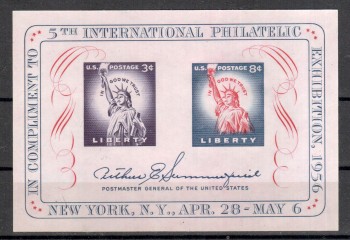 IN COMPLIMENT TO
5TH INTERNATIONAL PHILATELIC
EXHIBITION, 1956
U.S. POSTAGE 3¢
IN GOD WE TRUST
LIBERTY
U.S. POSTAGE 8¢
IN GOD WE TRUST
LIBERTY
Arthur E. Summerfield
POSTMASTER GENERAL OF THE UNITED STATES
NEW YORK, N.Y., APR. 28-MAY 6